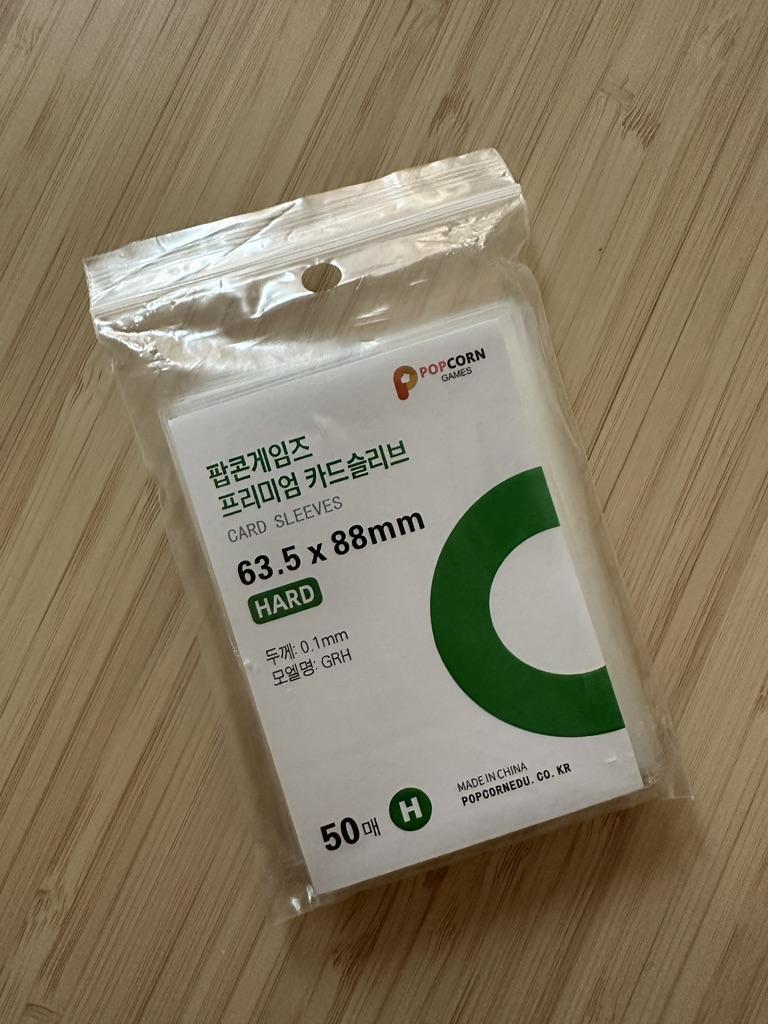 POPCORN
GAMES
팝콘게임즈
프리미엄 카드슬리브
CARD SLEEVES
63.5 x 88mm
HARD
두께: 0.1mm
모엘명: GRH
50매
H
MADE IN CHINA
POPCORNEDU.CO.KR